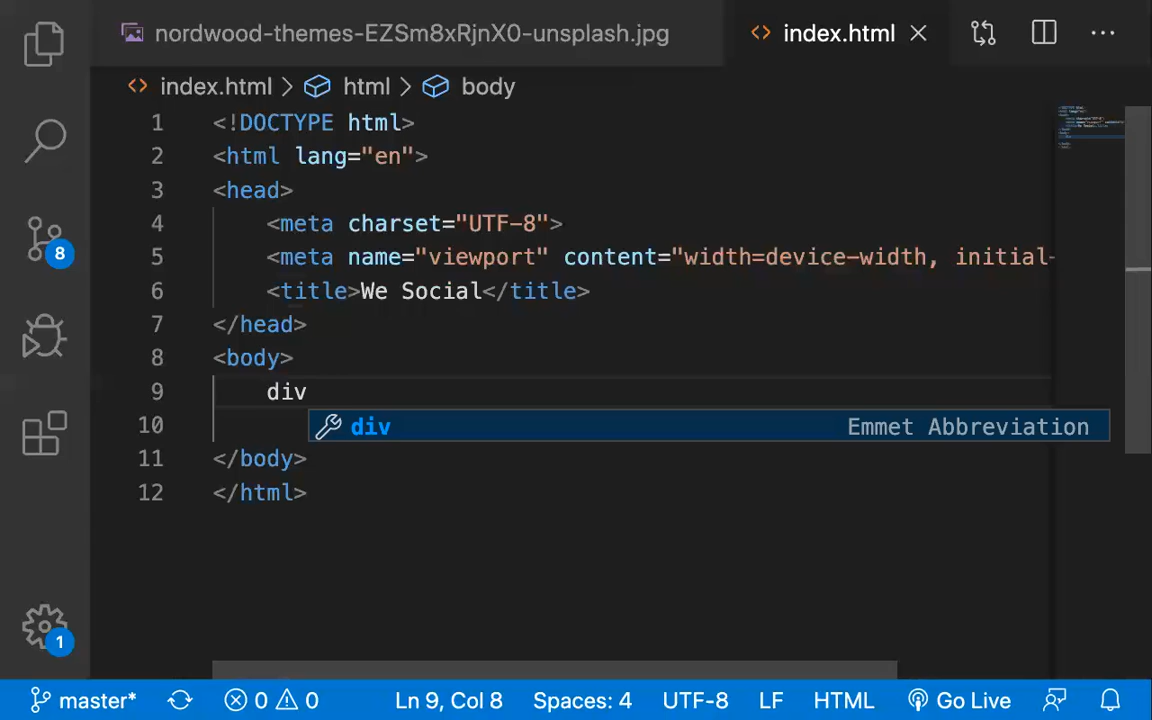 nordwood-themes-EZSm8xRjnX0-unsplash.jpg
index.html
index.html > html > body
1 <!DOCTYPE html>
2 <html lang="en">
3 <head>
4 <meta charset="UTF-8">
5 <meta name="viewport" content="width=device-width, initial-
6 <title>We Social</title>
7 </head>
8 <body>
9 div
10 div Emmet Abbreviation
11 </body>
12 </html>
8
1
master* 0 0 Ln 9, Col 8 Spaces: 4 UTF-8 LF HTML Go Live